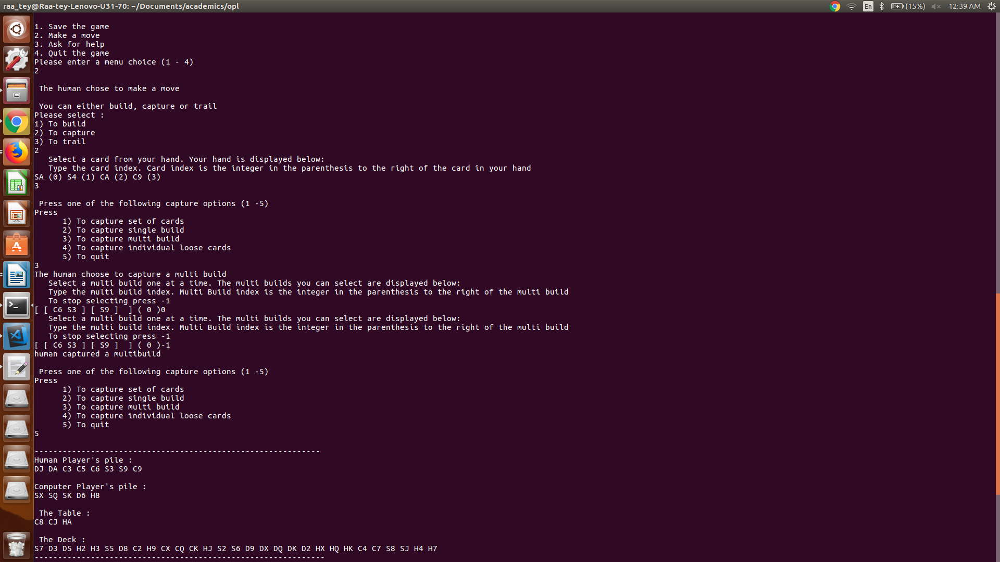 raa_tey@Raa-tey-Lenovo-U31-70: ~/Documents/academics/opl
En
(15%)
12:39 AM
1. Save the game
2. Make a move
3. Ask for help
4. Quit the game
Please enter a menu choice (1 - 4)
2
The human chose to make a move
You can either build, capture or trail
Please select :
1) To build
2) To capture
3) To trail
2
Select a card from your hand. Your hand is displayed below:
Type the card index. Card index is the integer in the parenthesis to the right of the card in your hand
SA (0) S4 (1) CA (2) C9 (3)
3
Press one of the following capture options (1 -5)
Press
1) To capture set of cards
2) To capture single build
3) To capture multi build
4) To capture individual loose cards
5) To quit
3
The human choose to capture a multi build
Select a multi build one at a time. The multi builds you can select are displayed below:
Type the multi build index. Multi Build index is the integer in the parenthesis to the right of the multi build
To stop selecting press -1
[ [ C6 S3 ] [ S9 ]  ] ( 0 )0
Select a multi build one at a time. The multi builds you can select are displayed below:
Type the multi build index. Multi Build index is the integer in the parenthesis to the right of the multi build
To stop selecting press -1
[ [ C6 S3 ] [ S9 ]  ] ( 0 )-1
human captured a multibuild
Press one of the following capture options (1 -5)
Press
1) To capture set of cards
2) To capture single build
3) To capture multi build
4) To capture individual loose cards
5) To quit
5
-------------------------------------------------------------
Human Player's pile :
DJ DA C3 C5 C6 S3 S9 C9
Computer Player's pile :
SX SQ SK D6 H8
The Table :
C8 CJ HA
The Deck :
S7 D3 D5 H2 H3 S5 D8 C2 H9 CX CQ CK HJ S2 S6 D9 DX DQ DK D2 HX HQ HK C4 C7 S8 SJ H4 H7
--------------------------------------------------------------